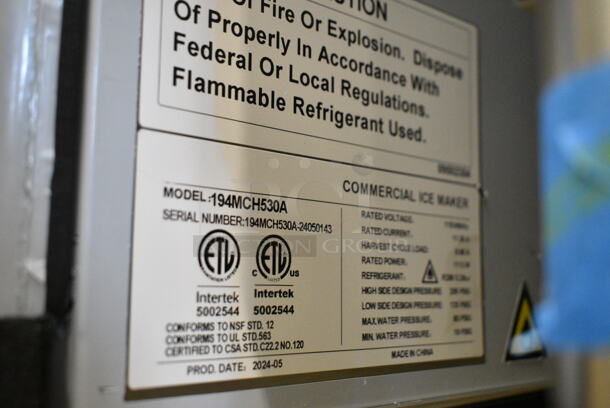 Of Fire Or Explosion. Dispose
Of Properly In Accordance With
Federal Or Local Regulations.
Flammable Refrigerant Used.
COMMERCIAL ICE MAKER
MODEL:194MCH530A
SERIAL NUMBER:194MCH530A-24050143
RATED VOLTAGE:
RATED CURRENT:
HARVEST CYCLE LOAD:
RATED POWER:
REFRIGERANT:
HIGH SIDE DESIGN PRESSURE:
LOW SIDE DESIGN PRESSURE:
MAX.WATER PRESSURE:
MIN. WATER PRESSURE:
ETL
C ETL US
Intertek
5002544
Intertek
5002544
CONFORMS TO NSF STD. 12
CONFORMS TO UL STD.563
CERTIFIED TO CSA STD.C22.2 NO.120
PROD. DATE: 2024-05
MADE IN CHINA